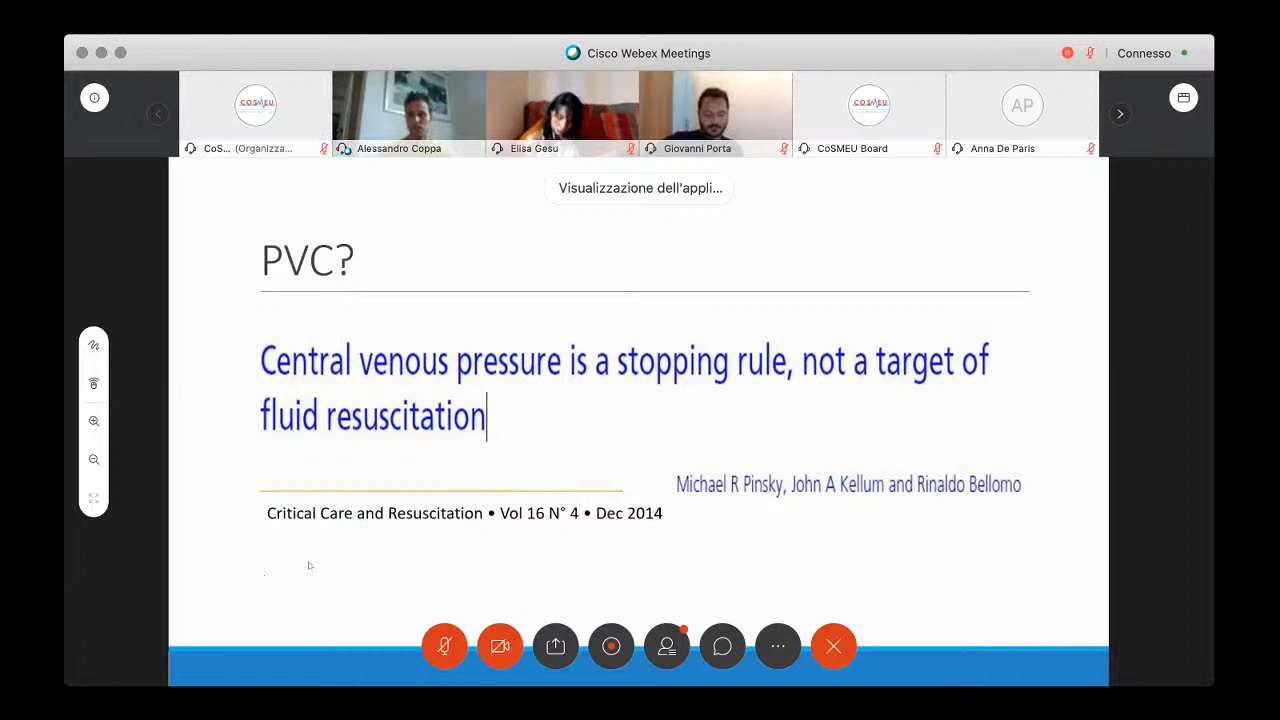 Cisco Webex Meetings
Connesso
COSMEU
COSMEU
AP
CoS... (Organizza...
Alessandro Coppa
Elisa Gesu
Giovanni Porta
CoSMEU Board
Anna De Paris
Visualizzazione dell'appli...
PVC?
Central venous pressure is a stopping rule, not a target of
fluid resuscitation
Michael R Pinsky, John A Kellum and Rinaldo Bellomo
Critical Care and Resuscitation • Vol 16 N° 4 • Dec 2014